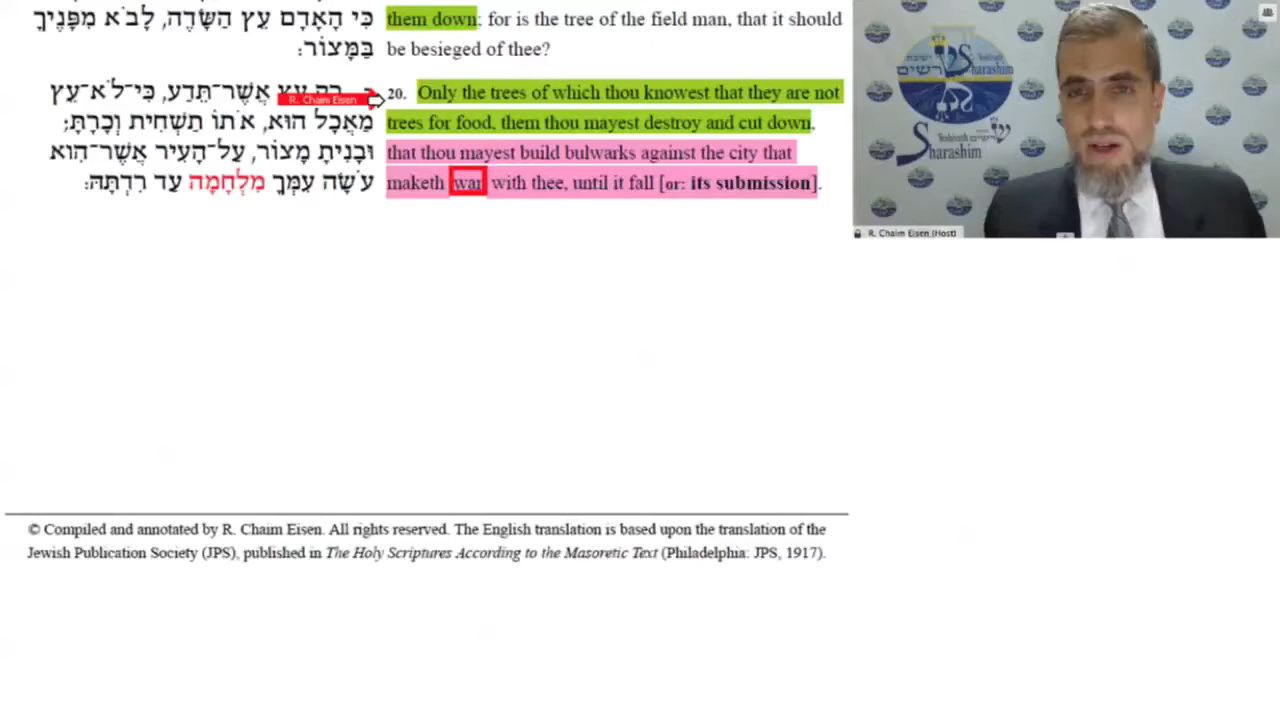 כִּי הָאָדָם עֵץ הַשָּׂדֶה, לָבֹא מִפָּנֶיךָ
בַּמָּצוֹר:
עֵץ אֲשֶׁר־תֵּדַע, כִּי־לֹא־עֵץ
מַאֲכָל הוּא, אֹתוֹ תַשְׁחִית וְכָרָתָּ;
וּבָנִיתָ מָצוֹר, עַל־הָעִיר אֲשֶׁר־הִוא
עֹשָׂה עִמְּךָ מִלְחָמָה עַד רִדְתָּהּ:
R. Chaim Eisen
them down; for is the tree of the field man, that it should
be besieged of thee?
20. Only the trees of which thou knowest that they are not
trees for food, them thou mayest destroy and cut down,
that thou mayest build bulwarks against the city that
maketh war with thee, until it fall [or: its submission].
© Compiled and annotated by R. Chaim Eisen. All rights reserved. The English translation is based upon the translation of the
Jewish Publication Society (JPS), published in The Holy Scriptures According to the Masoretic Text (Philadelphia: JPS, 1917).
ישיבת
שרשים
Yeshivath
Sharashim
R. Chaim Eisen (Host)